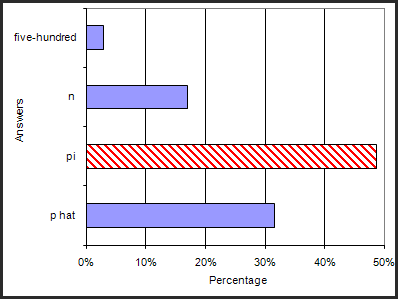 five-hundred
n
pi
p hat
Answers
0% 10% 20% 30% 40% 50%
Percentage